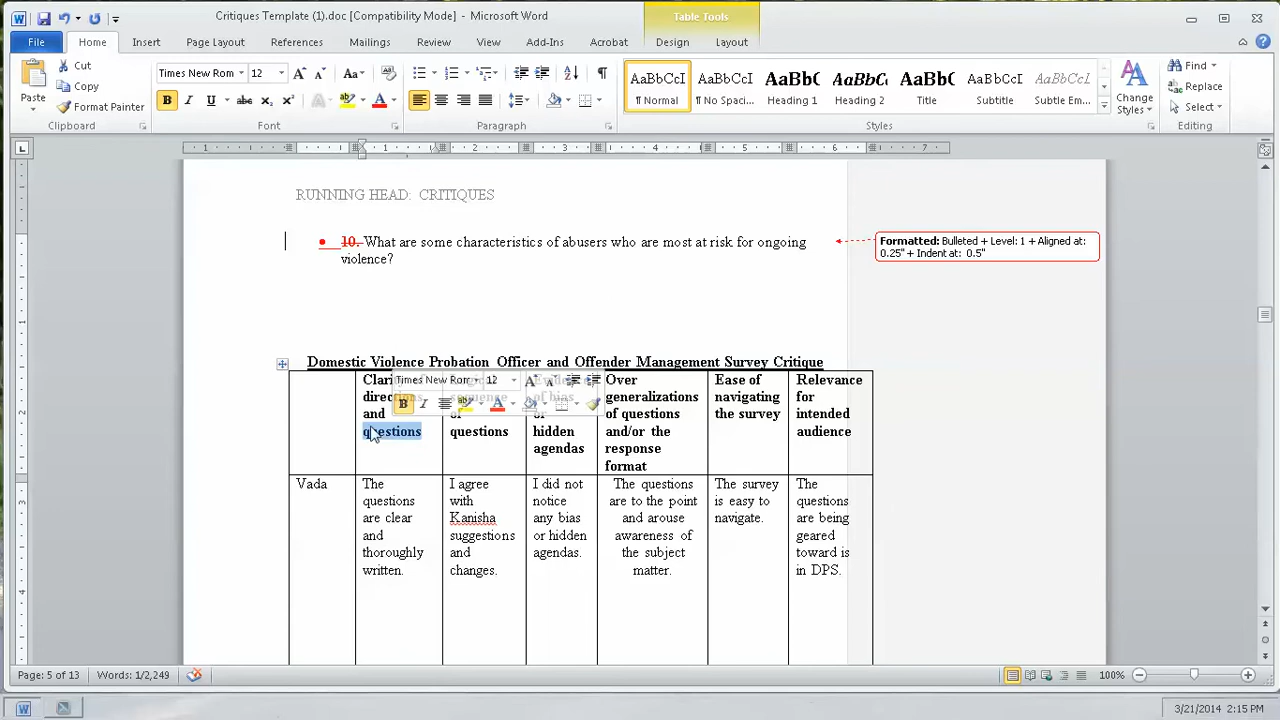 Critiques Template (1).doc [Compatibility Mode] - Microsoft Word
Table Tools
File Home Insert Page Layout References Mailings Review View Add-Ins Acrobat Design Layout
Paste
Cut
Copy
Format Painter
Clipboard
Times New Rom 12
Font
Paragraph
AaBbCcI AaBbCcI AaBbC AaBbC AaBbC AaBbCcI AaBbCcI
¶ Normal ¶ No Spaci... Heading 1 Heading 2 Title Subtitle Subtle Em...
Styles
Change
Styles
Find
Replace
Select
Editing
RUNNING HEAD: CRITIQUES
10. What are some characteristics of abusers who are most at risk for ongoing
violence?
Formatted: Bulleted + Level: 1 + Aligned at:
0.25" + Indent at: 0.5"
Domestic Violence Probation Officer and Offender Management Survey Critique
and
questions
questions
of bias
hidden
agendas
Over
generalizations
of questions
and/or the
response
format
Ease of
navigating
the survey
Relevance
for
intended
audience
Times New Rom 12
Vada
The
questions
are clear
and
thoroughly
written.
I agree
with
Kanisha
suggestions
and
changes.
I did not
notice
any bias
or hidden
agendas.
The questions
are to the point
and arouse
awareness of
the subject
matter.
The survey
is easy to
navigate.
The
questions
are being
geared
toward is
in DPS.
Page: 5 of 13 Words: 1/2,249
100%
3/21/2014 2:15 PM